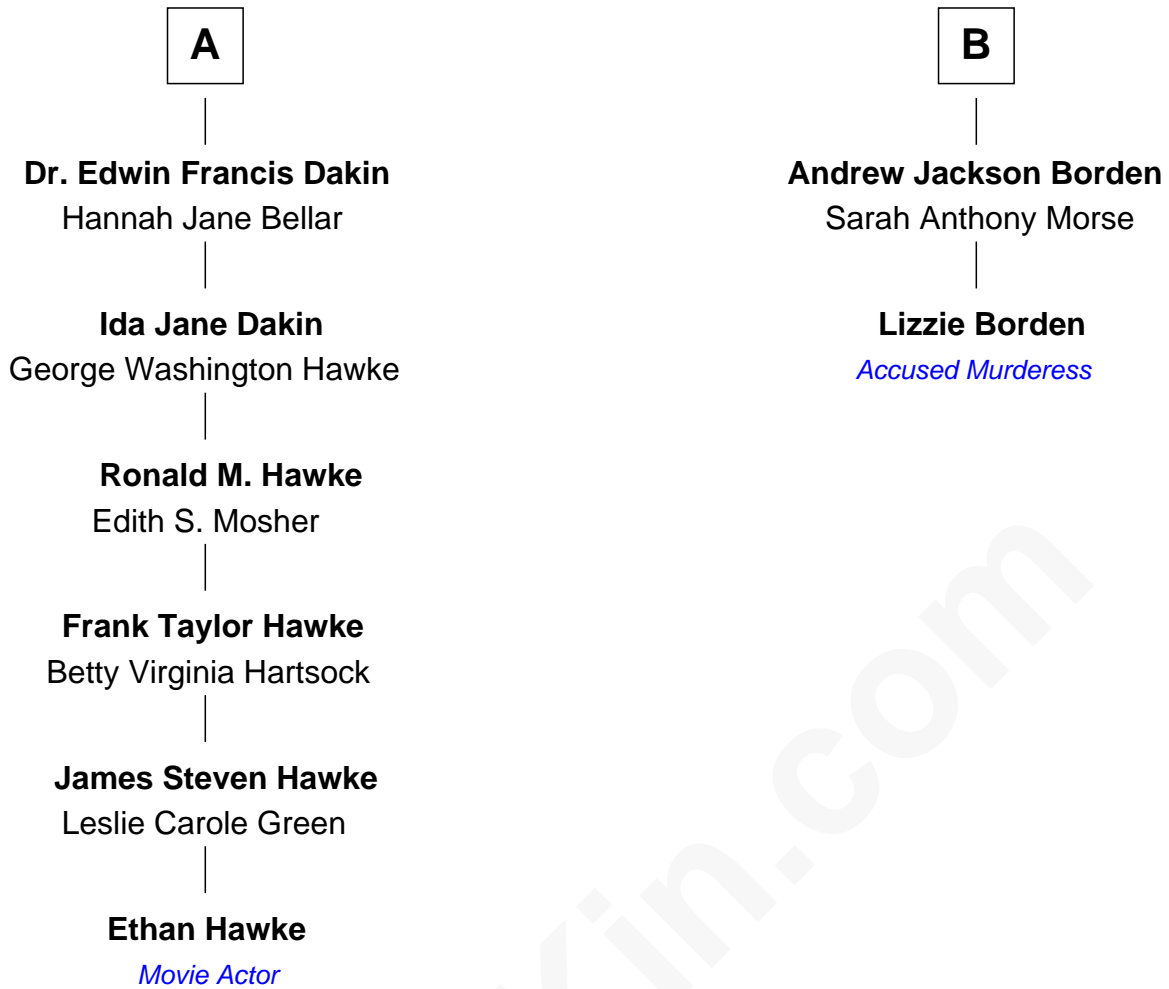 A
Dr. Edwin Francis Dakin
Hannah Jane Bellar
Ida Jane Dakin
George Washington Hawke
Ronald M. Hawke
Edith S. Mosher
Frank Taylor Hawke
Betty Virginia Hartsock
James Steven Hawke
Leslie Carole Green
Ethan Hawke
Movie Actor
B
Andrew Jackson Borden
Sarah Anthony Morse
Lizzie Borden
Accused Murderess
in.com